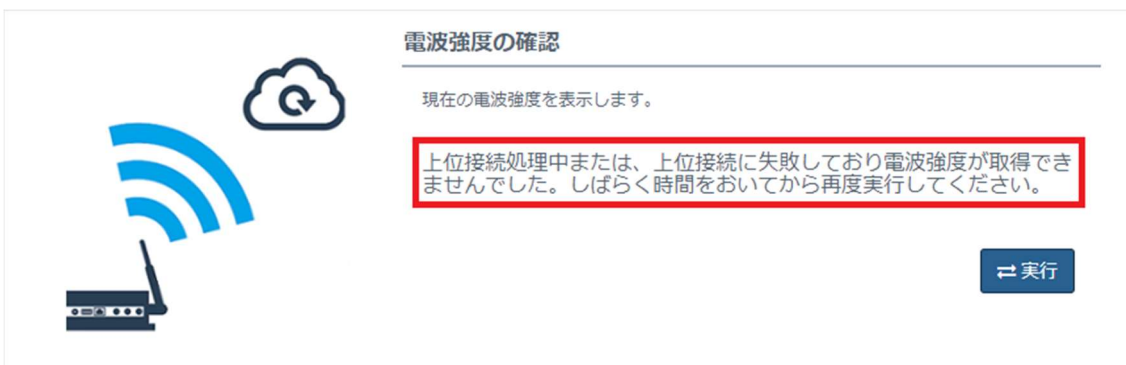 電波強度の確認
現在の電波強度を表示します。
上位接続処理中または、上位接続に失敗しており電波強度が取得でき
ませんでした。しばらく時間をおいてから再度実行してください。
実行